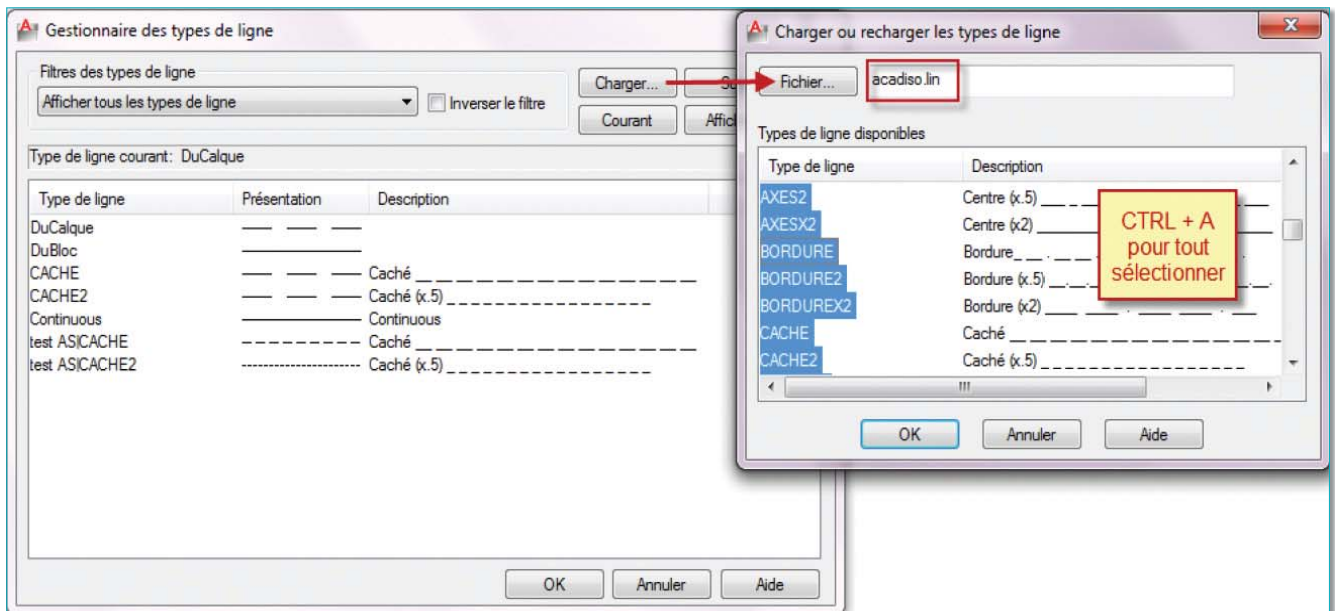 Gestionnaire des types de ligne
Filtres des types de ligne
Afficher tous les types de ligne
Inverser le filtre
Charger...
Courant
Type de ligne courant: DuCalque
Type de ligne Présentation Description
DuCalque
DuBloc
CACHE Caché _ _ _ _ _ _ _ _ _ _ _ _ _ _ _ _
CACHE2 Caché (x.5) _ _ _ _ _ _ _ _ _ _ _ _ _ _ _ _
Continuous Continuous
test AS|CACHE Caché _ _ _ _ _ _ _ _ _ _ _ _ _ _ _ _
test AS|CACHE2 Caché (x.5) _ _ _ _ _ _ _ _ _ _ _ _ _ _ _ _
OK Annuler Aide
Charger ou recharger les types de ligne
Fichier... acadiso.lin
Types de ligne disponibles
Type de ligne Description
AXES2 Centre (x.5)
AXESX2 Centre (x2)
BORDURE Bordure
BORDURE2 Bordure (x.5)
BORDUREX2 Bordure (x2)
CACHE Caché
CACHE2 Caché (x.5)
CTRL + A
pour tout
sélectionner
OK Annuler Aide